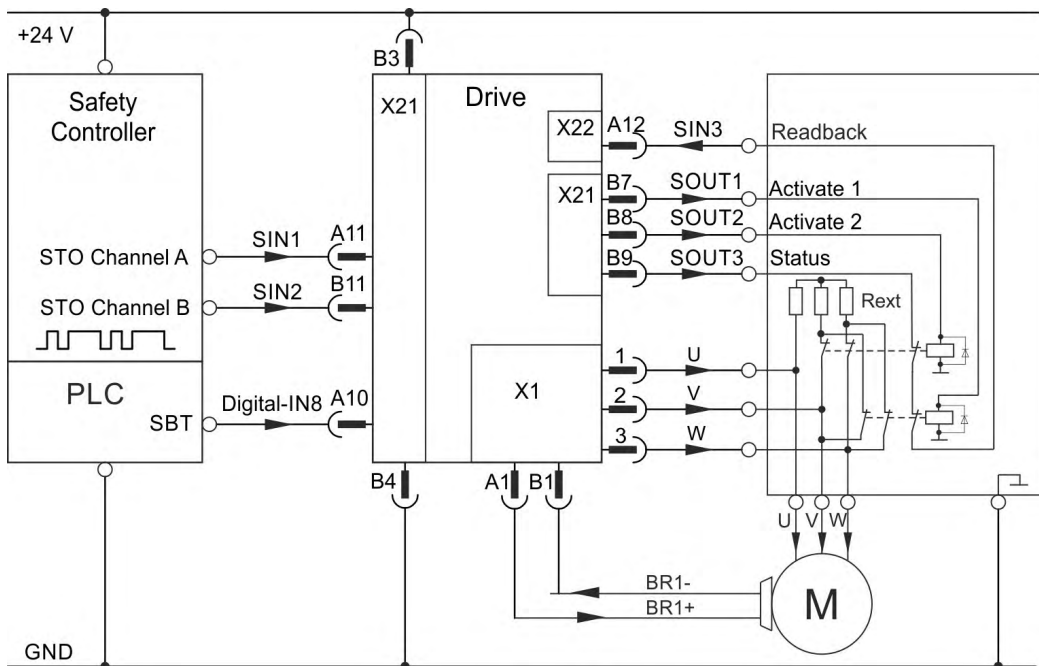 +24 V
Safety
Controller
STO Channel A
STO Channel B
PLC
SBT
SIN1
SIN2
Digital-IN8
A11
B11
A10
B3
X21
Drive
X22
X21
X1
B4
A1
B1
A12
B7
B8
B9
1
2
3
SIN3
SOUT1
SOUT2
SOUT3
U
V
W
Readback
Activate 1
Activate 2
Status
Rext
U
V
W
M
BR1-
BR1+
GND